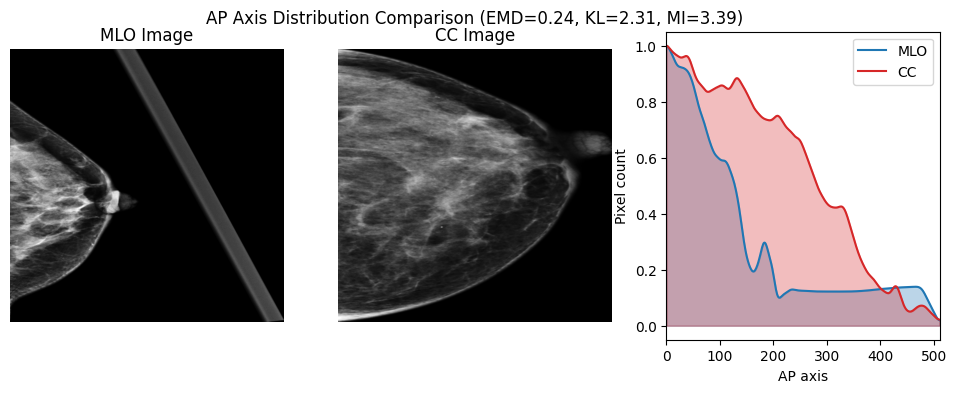 AP Axis Distribution Comparison (EMD=0.24, KL=2.31, MI=3.39)
MLO Image
CC Image
MLO
CC
Pixel count
1.0
0.8
0.6
0.4
0.2
0.0
0 100 200 300 400 500
AP axis